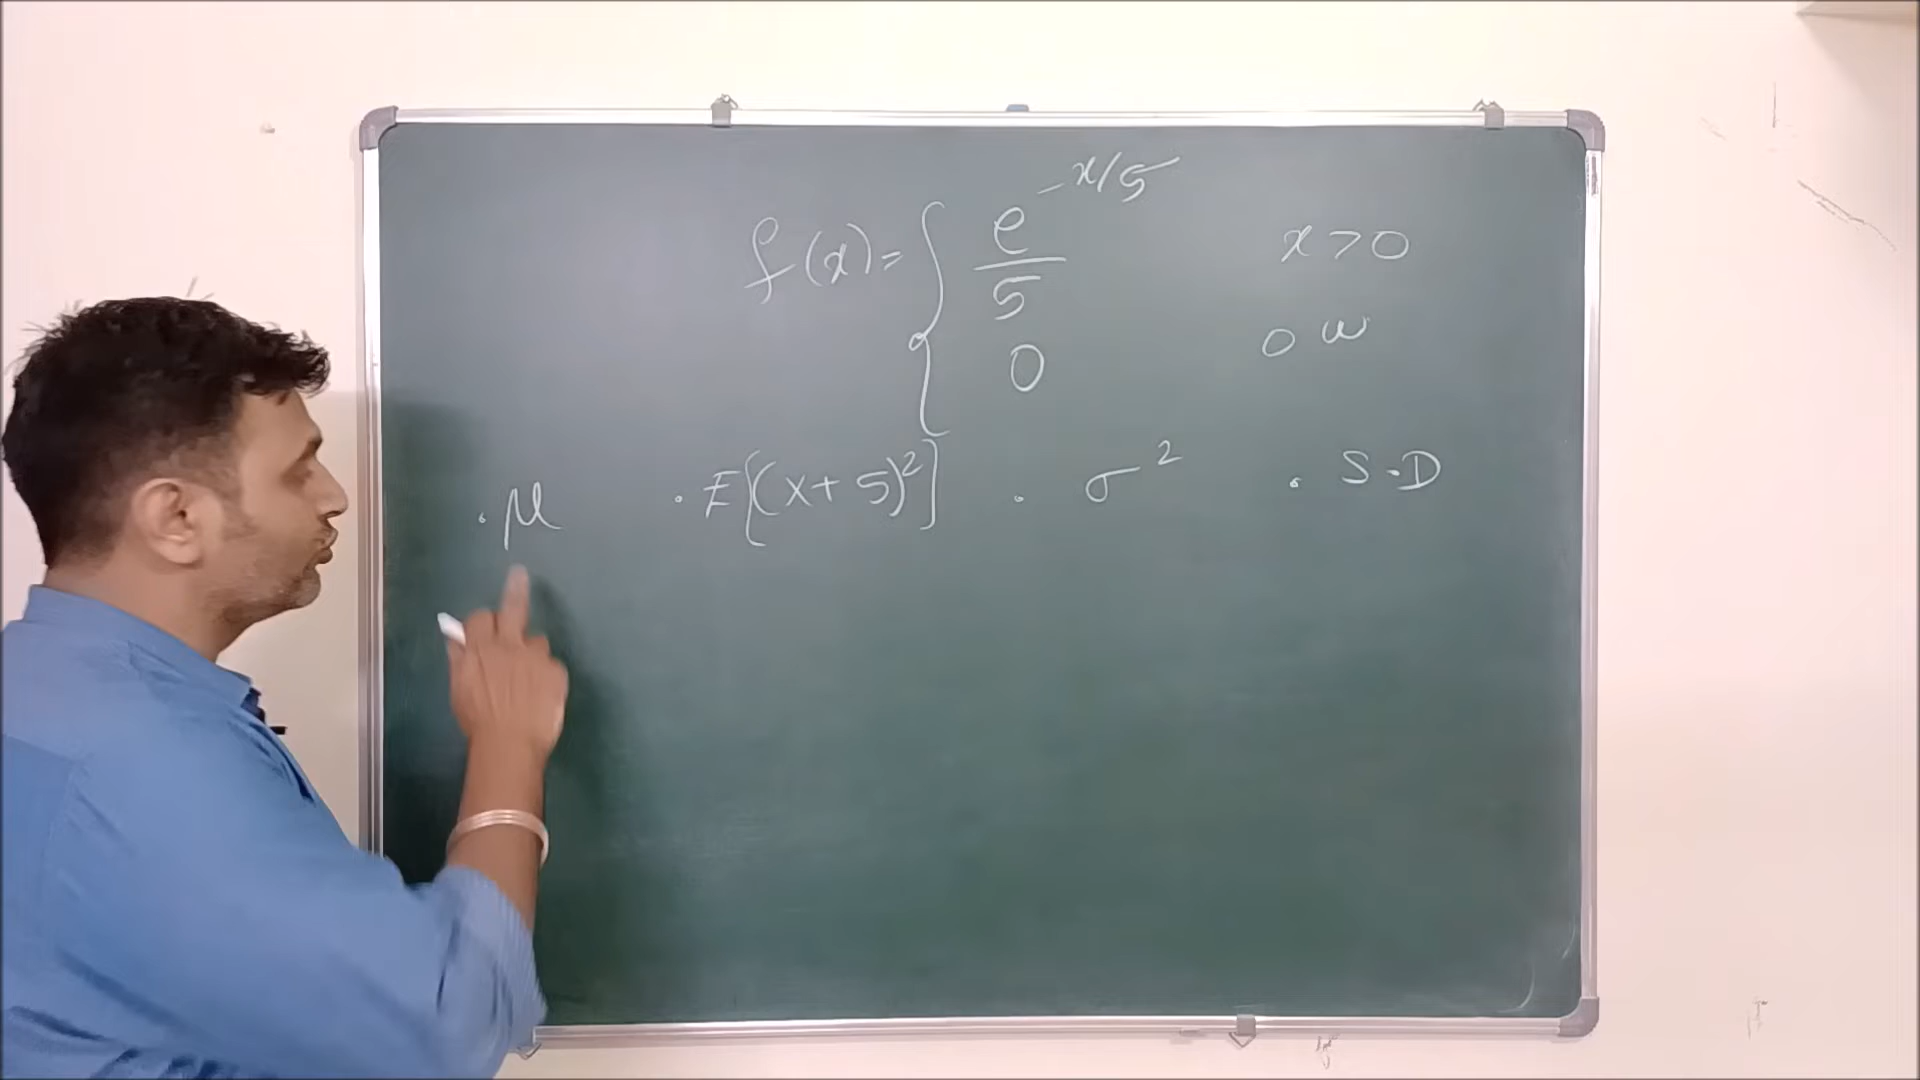 f(x) = { e^{-x/5} / 5 x > 0
0 o w
. μ . E[(x+5)²] . σ² . S.D